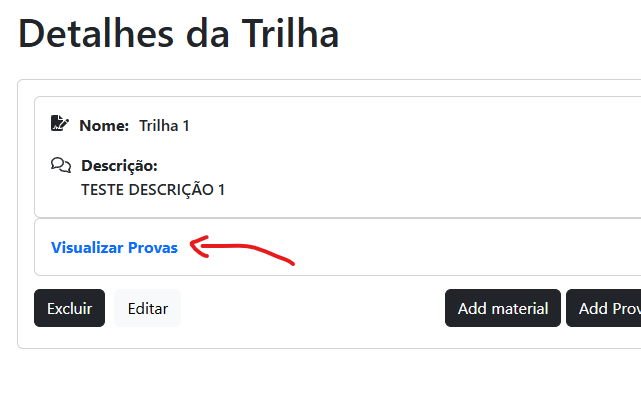 Detalhes da Trilha
Nome: Trilha 1
Descrição:
TESTE DESCRIÇÃO 1
Visualizar Provas
Excluir Editar Add material Add Prov